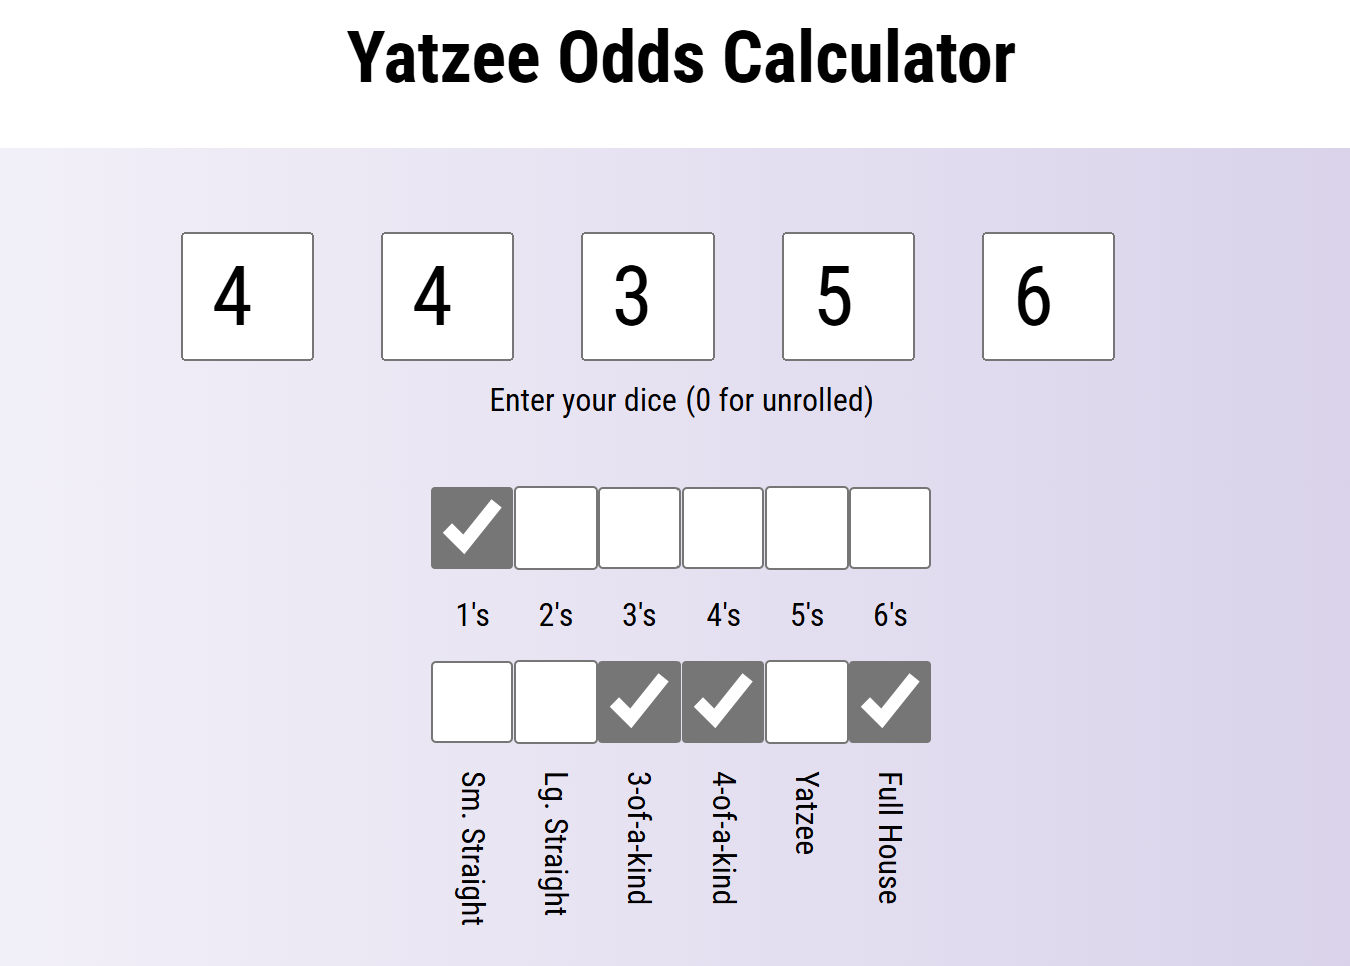 Yatzee Odds Calculator
4 4 3 5 6
Enter your dice (0 for unrolled)
1's 2's 3's 4's 5's 6's
Sm. Straight
Lg. Straight
3-of-a-kind
4-of-a-kind
Yatzee
Full House